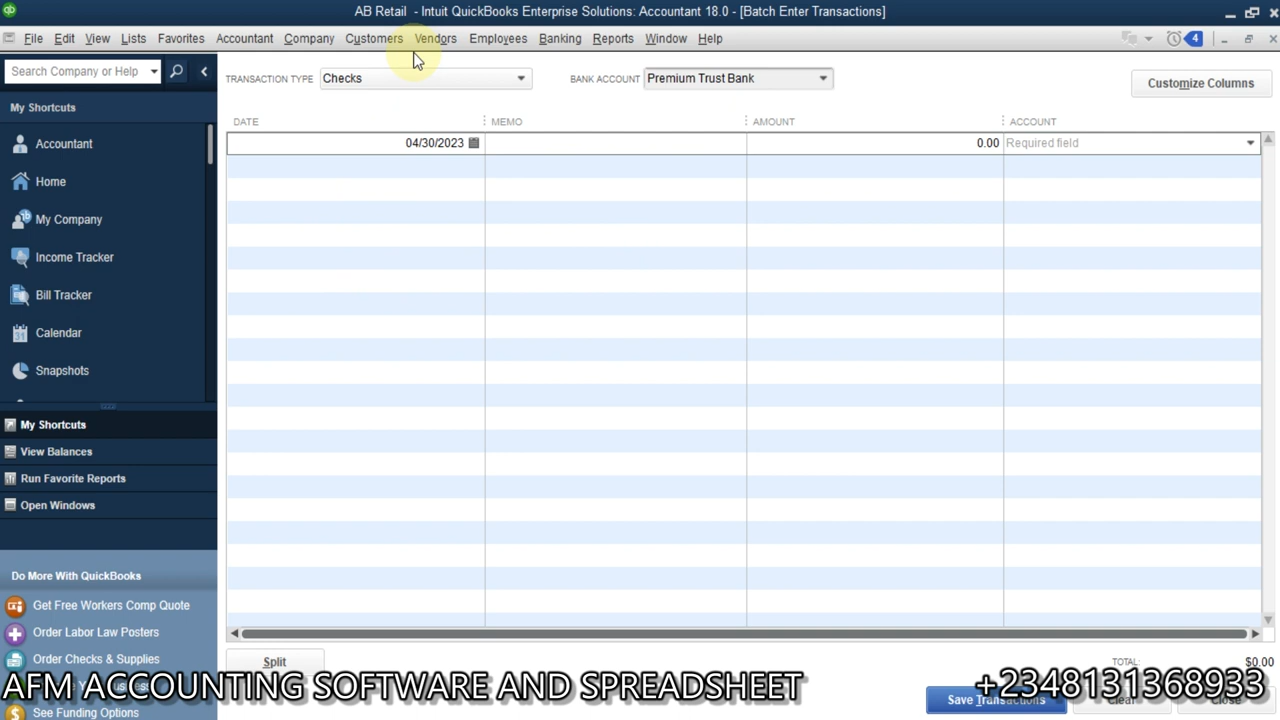 AB Retail - Intuit QuickBooks Enterprise Solutions: Accountant 18.0 - [Batch Enter Transactions]
File Edit View Lists Favorites Accountant Company Customers Vendors Employees Banking Reports Window Help 4
Search Company or Help
TRANSACTION TYPE Checks BANK ACCOUNT Premium Trust Bank Customize Columns
My Shortcuts
DATE MEMO AMOUNT ACCOUNT
04/30/2023 0.00 Required field
Accountant
Home
My Company
Income Tracker
Bill Tracker
Calendar
31
Snapshots
My Shortcuts
View Balances
Run Favorite Reports
Open Windows
Do More With QuickBooks
Get Free Workers Comp Quote
Order Labor Law Posters
Order Checks & Supplies
See Funding Options
Split TOTAL: $0.00
AFM ACCOUNTING SOFTWARE AND SPREADSHEET +2348131368933
Save Transactions Clear Close